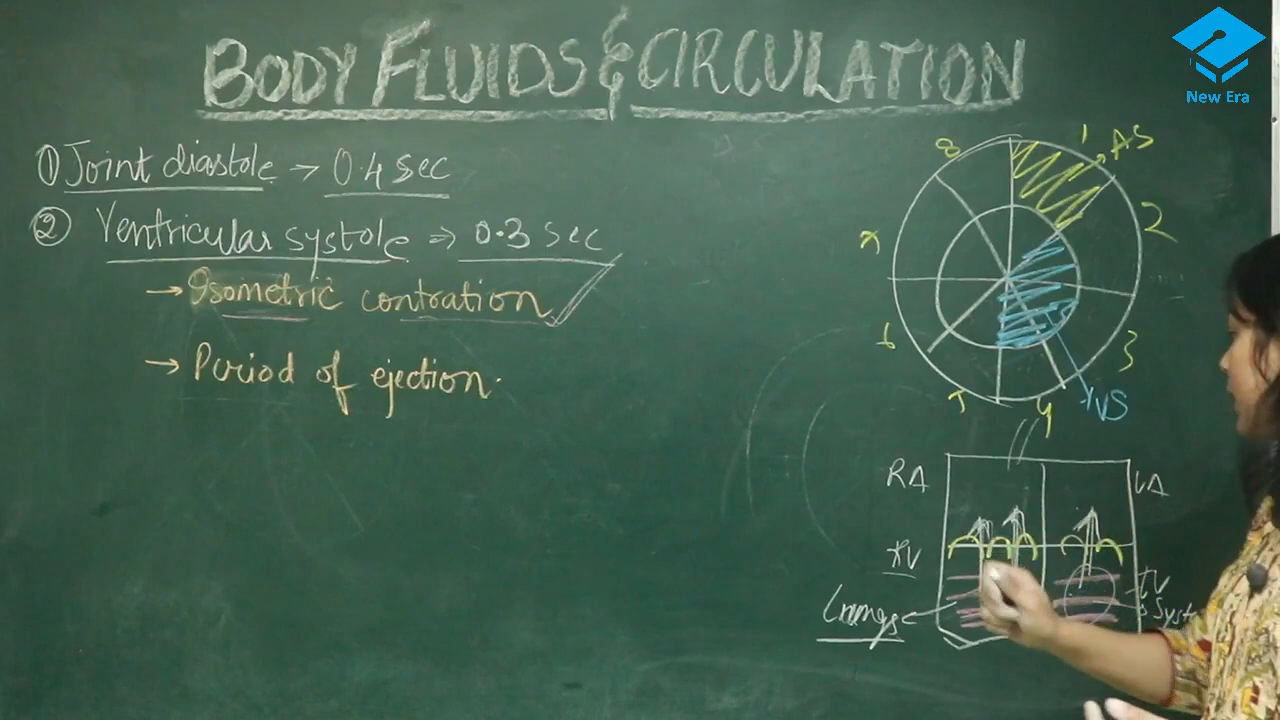 BODY FLUIDS & CIRCULATION
New Era
① Joint diastole → 0.4 sec
② Ventricular systole ⇒ 0.3 sec
→ Isometric contration
→ Period of ejection.
8 1 AS
2
3
6
4
VS
RA LA
RV